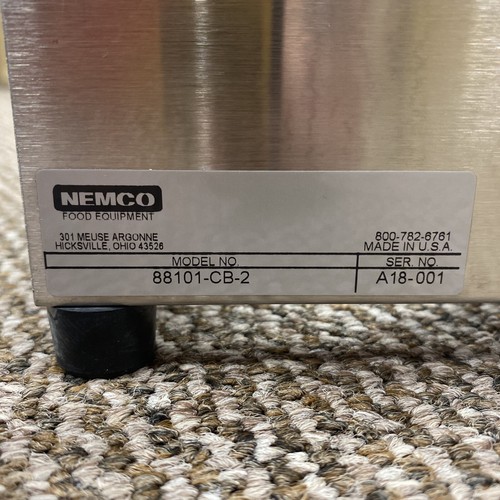 NEMCO
FOOD EQUIPMENT
301 MEUSE ARGONNE
HICKSVILLE, OHIO 43526
800-782-6761
MADE IN U.S.A.
MODEL NO. SER. NO.
88101-CB-2 A18-001